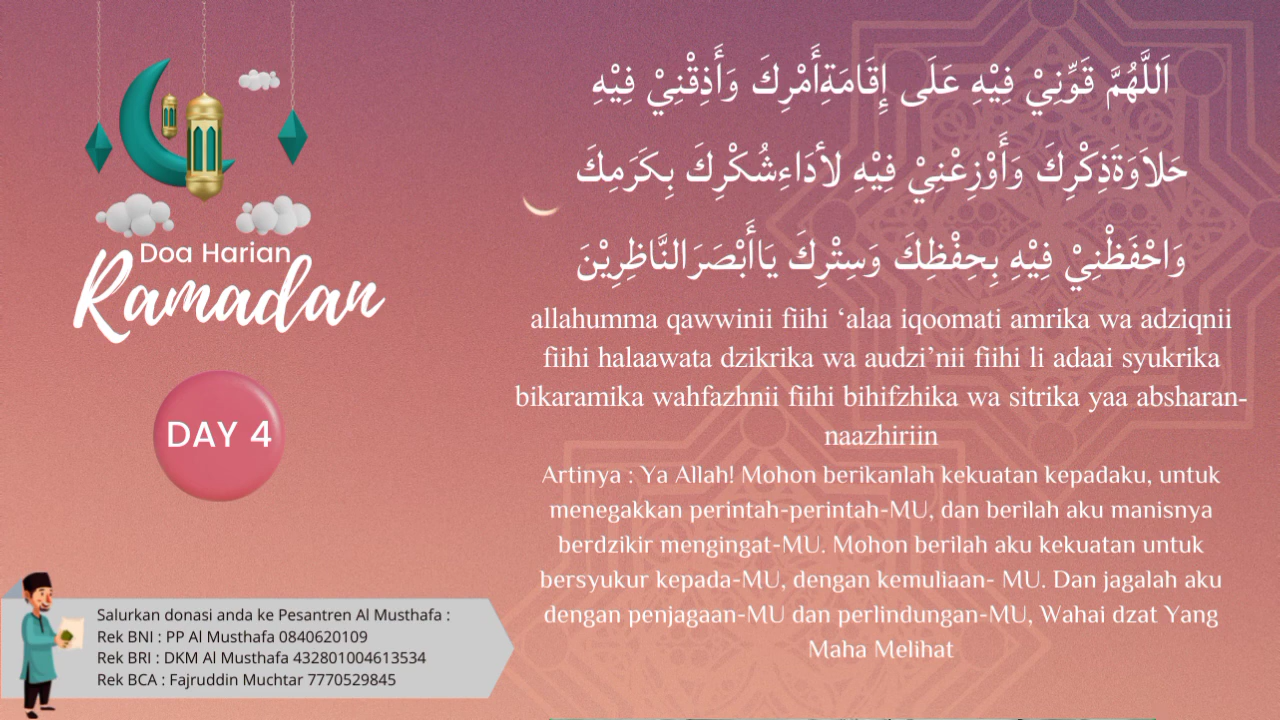 Doa Harian
Ramadan
DAY 4
اَللَّهُمَّ قَوِّنِيْ فِيْهِ عَلَى إِقَامَةِأَمْرِكَ وَأَذِقْنِيْ فِيْهِ
حَلاَوَةَذِكْرِكَ وَأَوْزِعْنِيْ فِيْهِ لأدَاءِشُكْرِكَ بِكَرَمِكَ
وَاحْفَظْنِيْ فِيْهِ بِحِفْظِكَ وَسِتْرِكَ يَاأَبْصَرَالنَّاظِرِيْنَ
allahumma qawwinii fiihi ‘alaa iqoomati amrika wa adziqnii
fiihi halaawata dzikrika wa audzi’nii fiihi li adaai syukrika
bikaramika wahfazhnii fiihi bihifzhika wa sitrika yaa absharan-
naazhiriin
Artinya : Ya Allah! Mohon berikanlah kekuatan kepadaku, untuk
menegakkan perintah-perintah-MU, dan berilah aku manisnya
berdzikir mengingat-MU. Mohon berilah aku kekuatan untuk
bersyukur kepada-MU, dengan kemuliaan- MU. Dan jagalah aku
dengan penjagaan-MU dan perlindungan-MU, Wahai dzat Yang
Maha Melihat
Salurkan donasi anda ke Pesantren Al Musthafa :
Rek BNI : PP Al Musthafa 0840620109
Rek BRI : DKM Al Musthafa 432801004613534
Rek BCA : Fajruddin Muchtar 7770529845